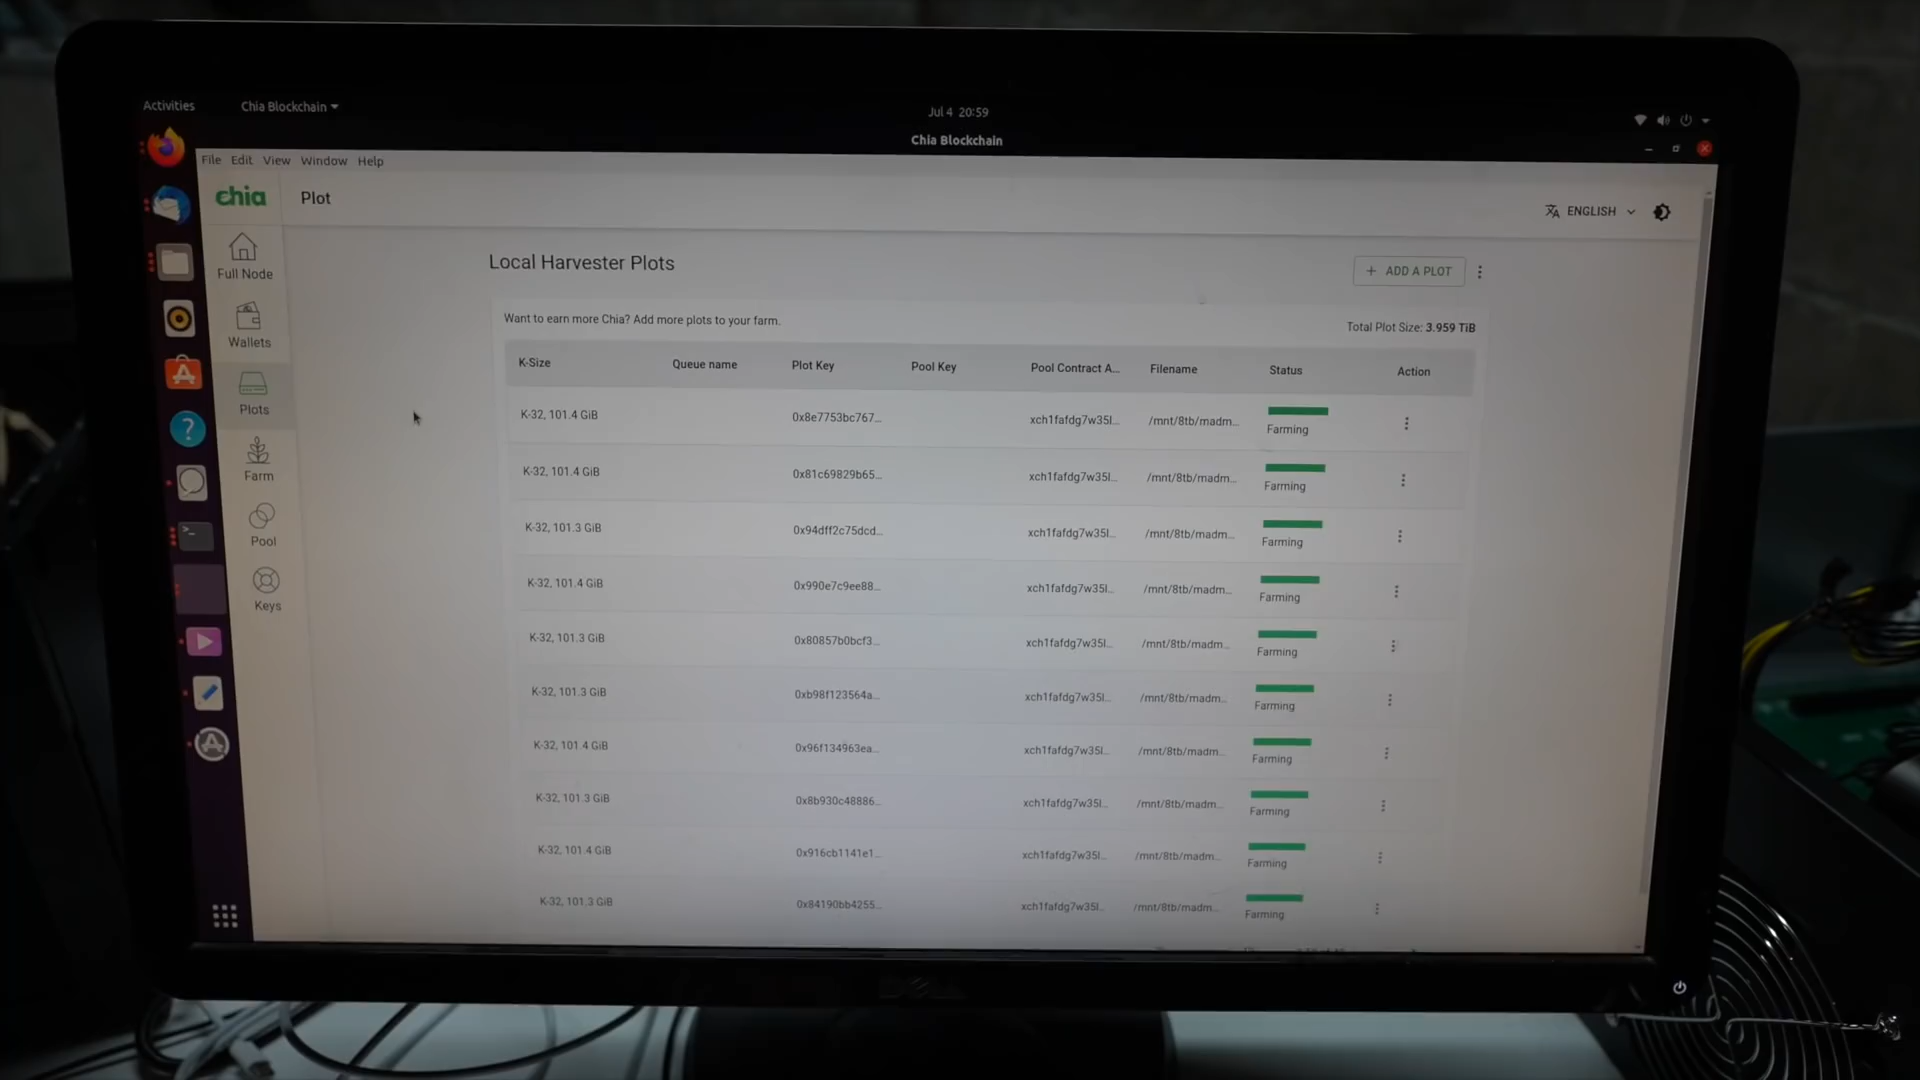 Activities
Chia Blockchain
Jul 4 20:59
Chia Blockchain
File Edit View Window Help
chia
Plot
ENGLISH
Full Node
Wallets
Plots
Farm
Pool
Keys
Local Harvester Plots
+ ADD A PLOT
Want to earn more Chia? Add more plots to your farm.
Total Plot Size: 3.959 TiB
K-Size Queue name Plot Key Pool Key Pool Contract A... Filename Status Action
K-32, 101.4 GiB 0x8e7753bc767... xch1fafdg7w35l... /mnt/8tb/madm... Farming
K-32, 101.4 GiB 0x81c69829b65... xch1fafdg7w35l... /mnt/8tb/madm... Farming
K-32, 101.3 GiB 0x94dff2c75dcd... xch1fafdg7w35l... /mnt/8tb/madm... Farming
K-32, 101.4 GiB 0x990e7c9ee88... xch1fafdg7w35l... /mnt/8tb/madm... Farming
K-32, 101.3 GiB 0x80857b0bcf3... xch1fafdg7w35l... /mnt/8tb/madm... Farming
K-32, 101.3 GiB 0xb98f123564a... xch1fafdg7w35l... /mnt/8tb/madm... Farming
K-32, 101.4 GiB 0x96f134963ea... xch1fafdg7w35l... /mnt/8tb/madm... Farming
K-32, 101.3 GiB 0x8b930c48886... xch1fafdg7w35l... /mnt/8tb/madm... Farming
K-32, 101.4 GiB 0x916cb1141e1... xch1fafdg7w35l... /mnt/8tb/madm... Farming
K-32, 101.3 GiB 0x84190bb4255... xch1fafdg7w35l... /mnt/8tb/madm... Farming
DELL